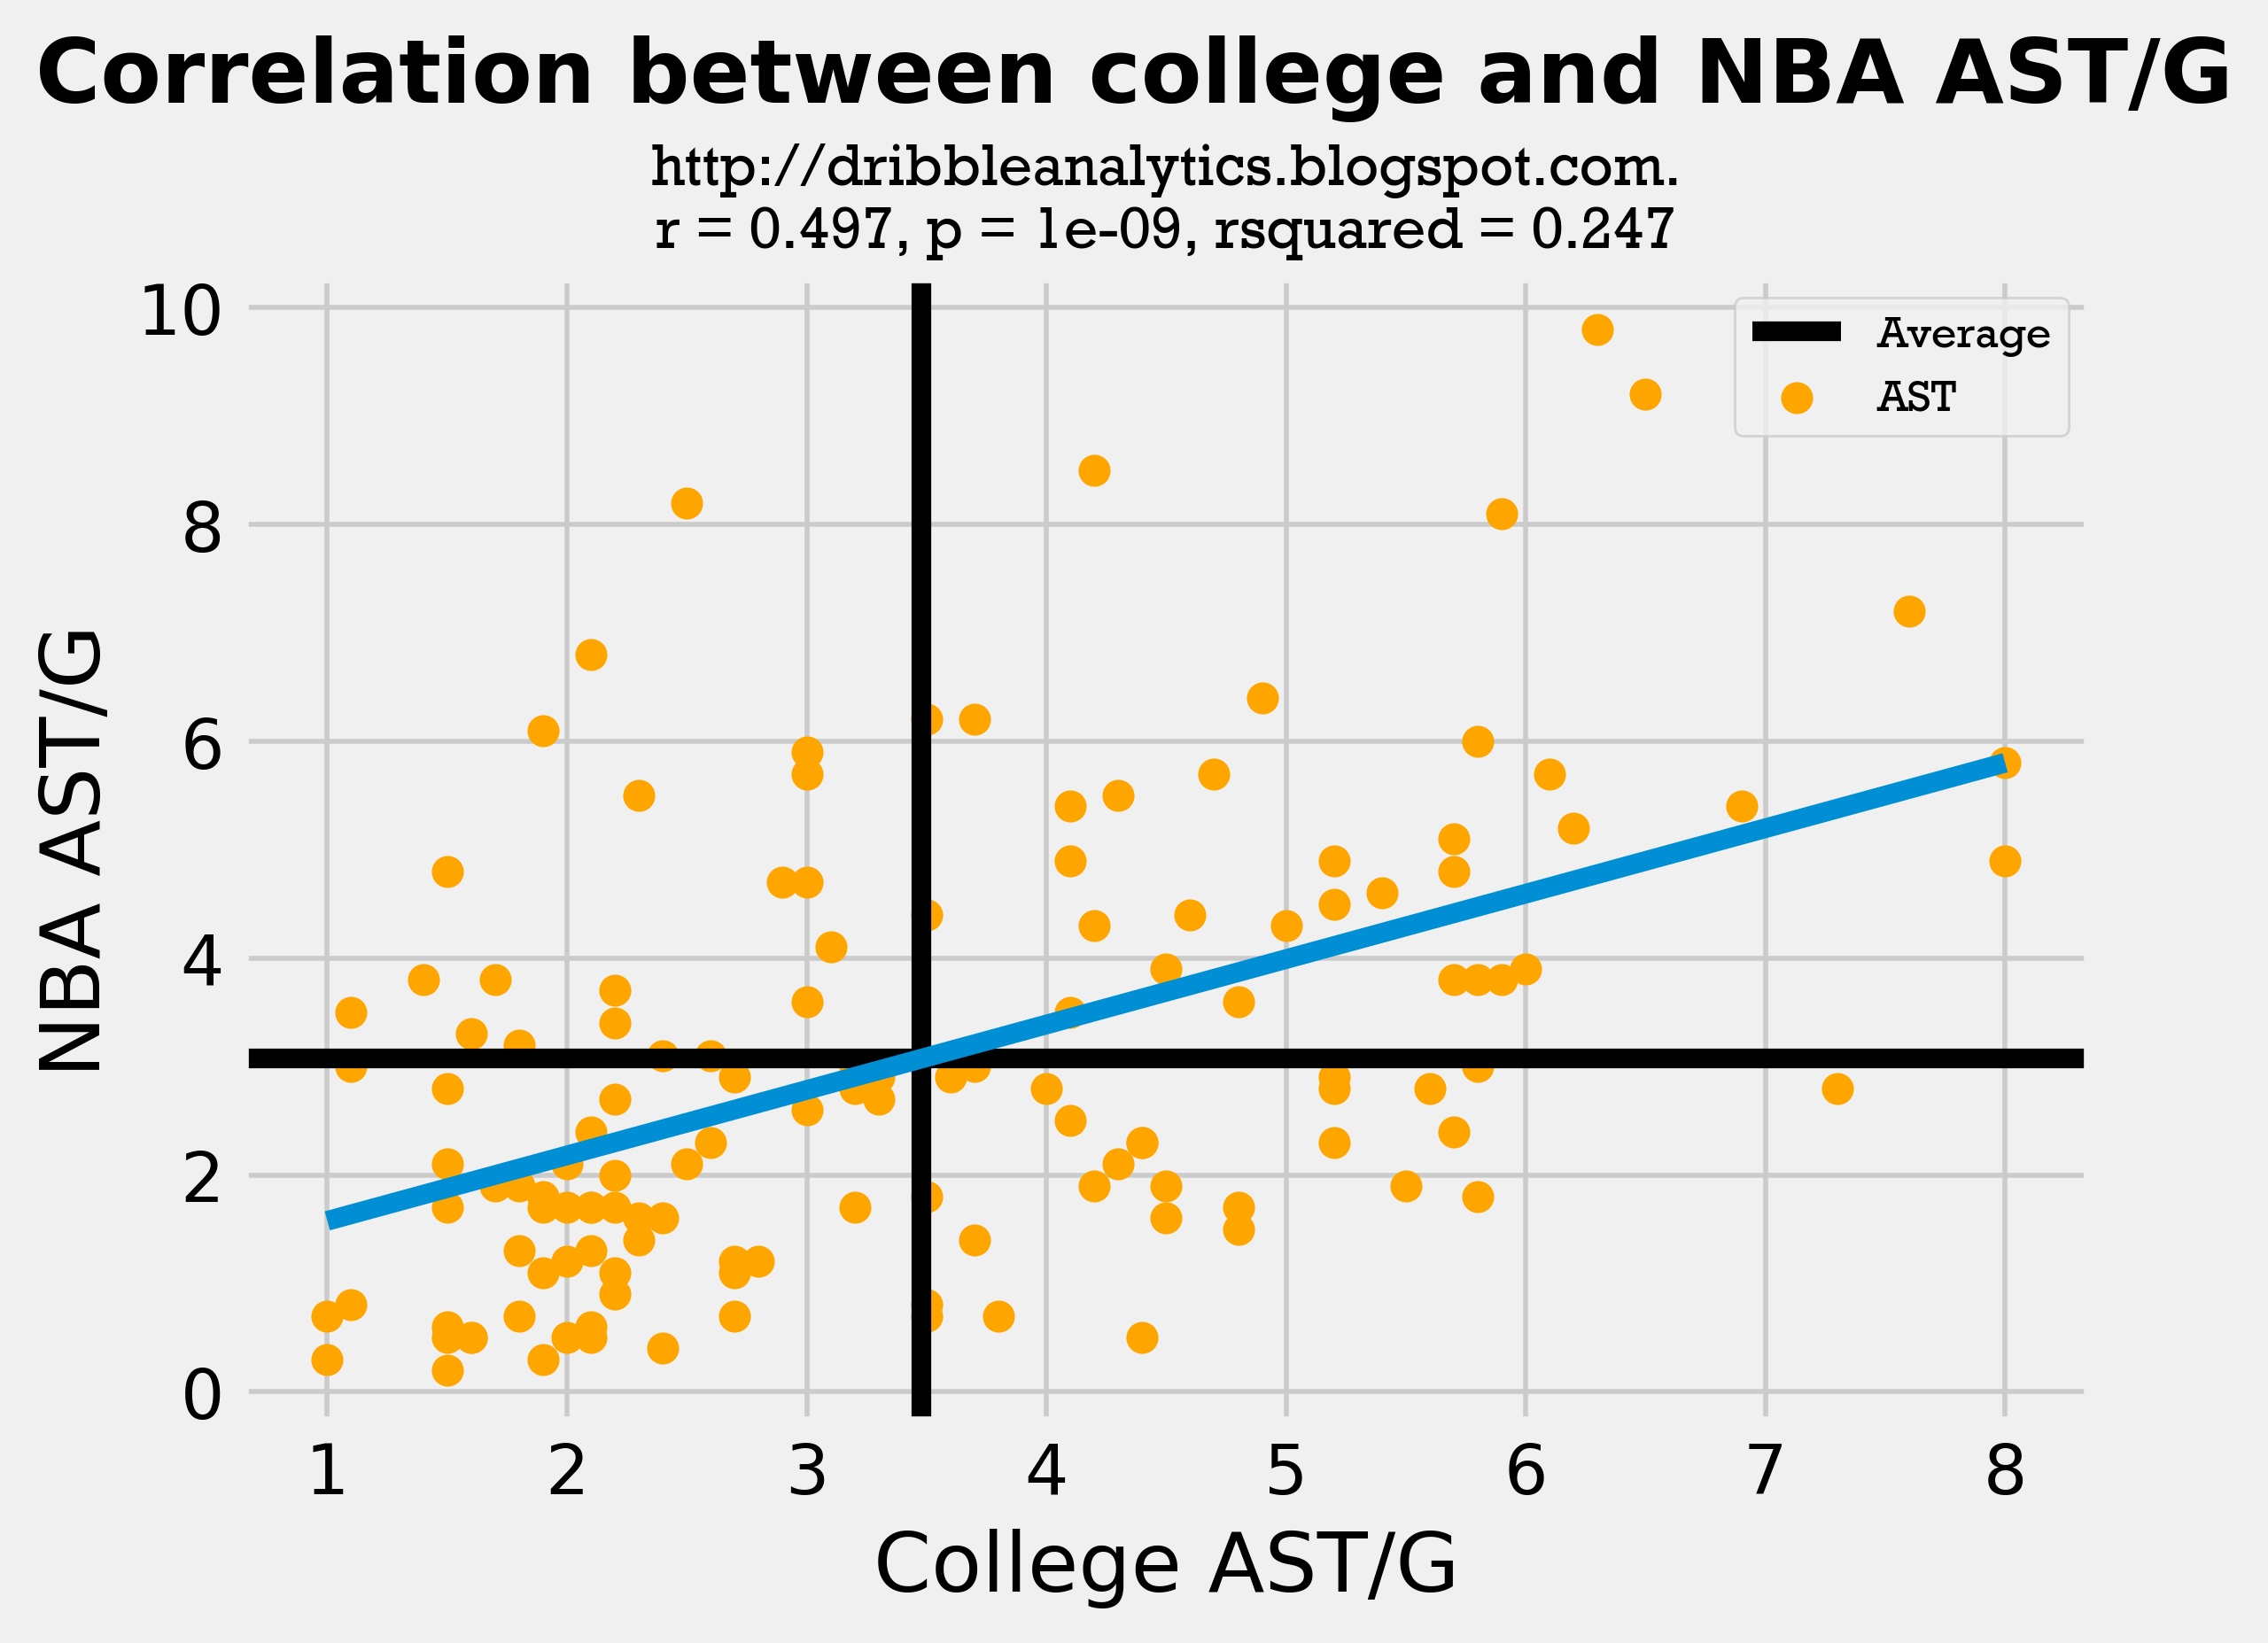 Correlation between college and NBA AST/G
http://dribbleanalytics.blogspot.com.
r = 0.497, p = 1e-09, rsquared = 0.247
Average
AST
NBA AST/G
10
8
6
4
2
0
1 2 3 4 5 6 7 8
College AST/G